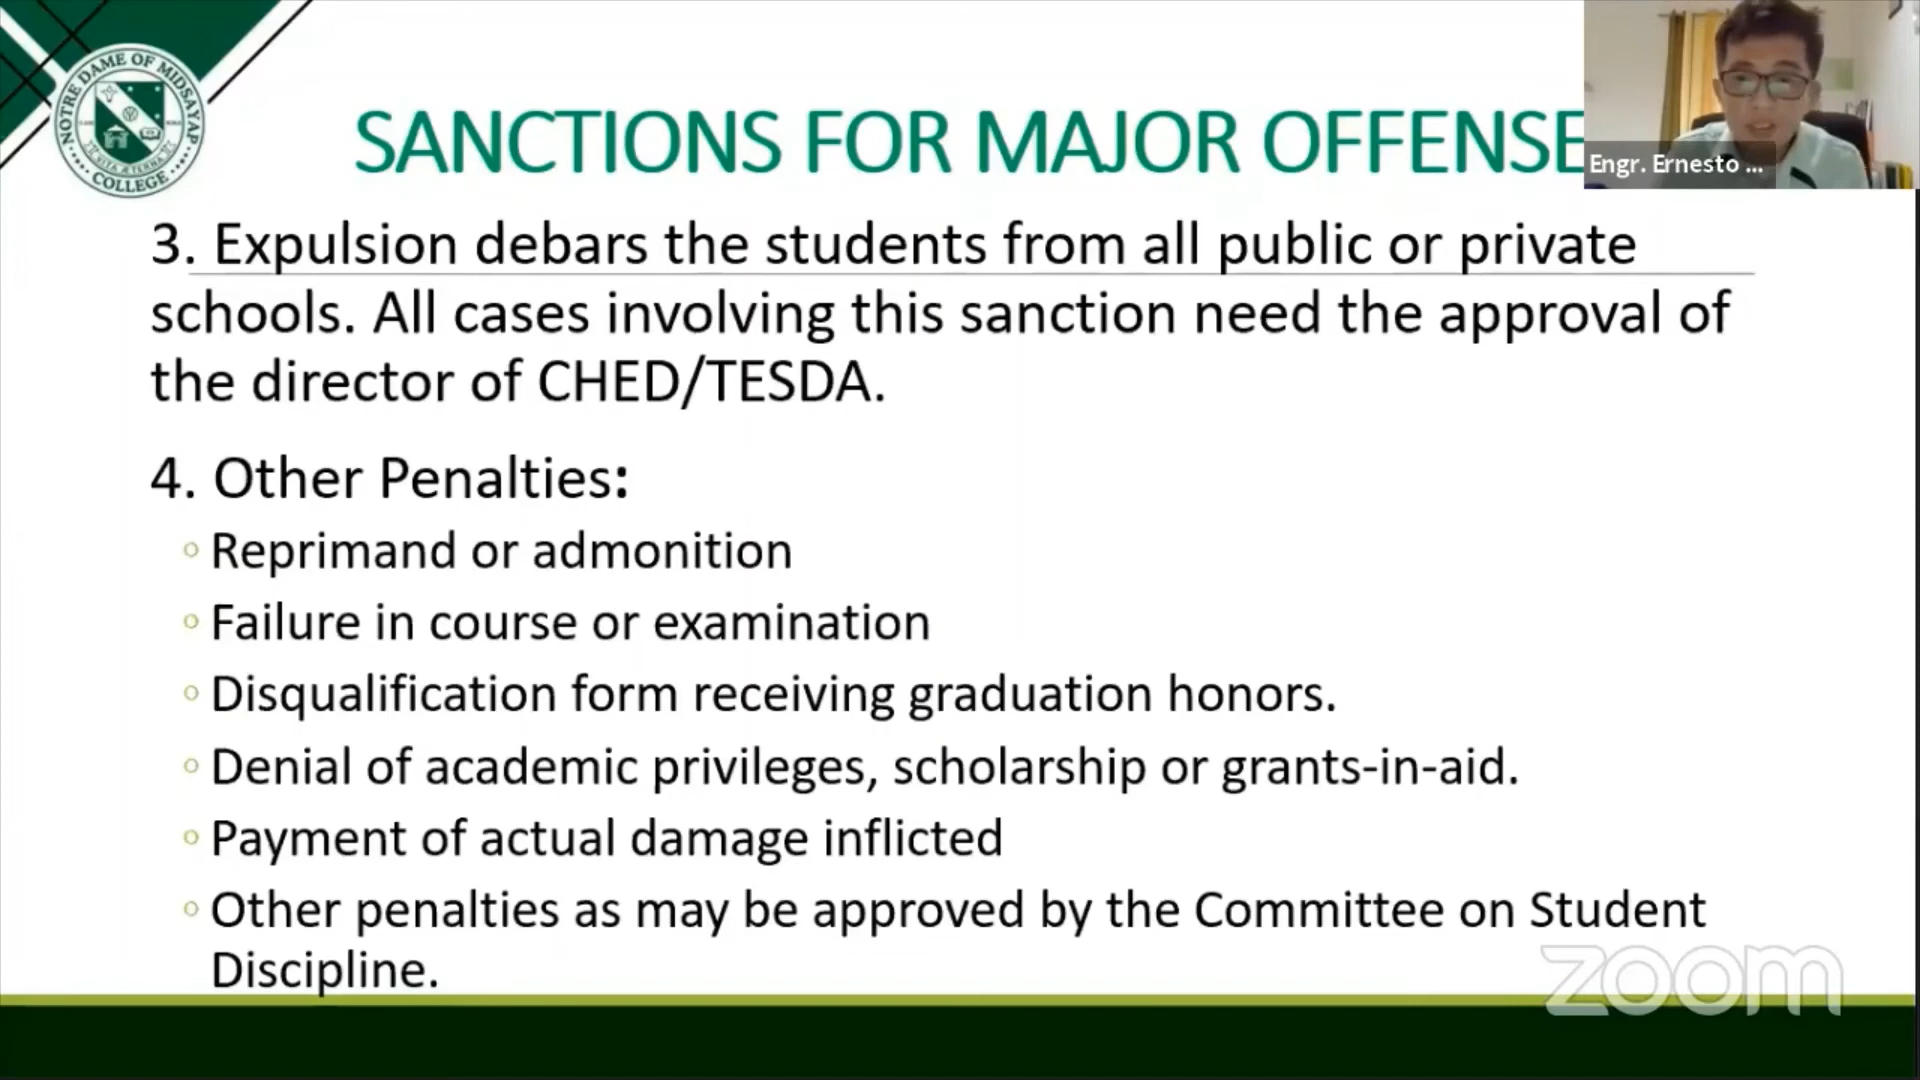 NOTRE DAME OF MIDSAYAP
COLLEGE
SANCTIONS FOR MAJOR OFFENSE
Engr. Ernesto ...
3. Expulsion debars the students from all public or private
schools. All cases involving this sanction need the approval of
the director of CHED/TESDA.
4. Other Penalties:
Reprimand or admonition
Failure in course or examination
Disqualification form receiving graduation honors.
Denial of academic privileges, scholarship or grants-in-aid.
Payment of actual damage inflicted
Other penalties as may be approved by the Committee on Student
Discipline.
zoom